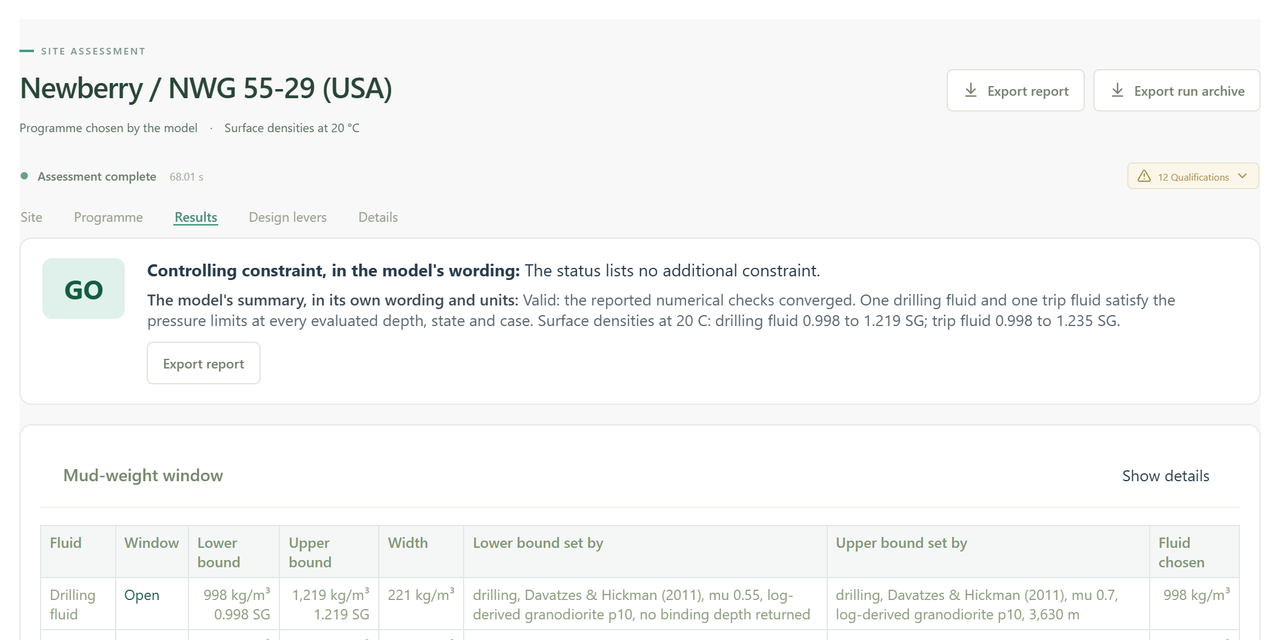 SITE ASSESSMENT
Newberry / NWG 55-29 (USA)
Export report
Export run archive
Programme chosen by the model · Surface densities at 20 °C
Assessment complete 68.01 s
12 Qualifications
Site Programme Results Design levers Details
GO
Controlling constraint, in the model's wording: The status lists no additional constraint.
The model's summary, in its own wording and units: Valid: the reported numerical checks converged. One drilling fluid and one trip fluid satisfy the
pressure limits at every evaluated depth, state and case. Surface densities at 20 C: drilling fluid 0.998 to 1.219 SG; trip fluid 0.998 to 1.235 SG.
Export report
Mud-weight window
Show details
Fluid
Window
Lower
bound
Upper
bound
Width
Lower bound set by
Upper bound set by
Fluid
chosen
Drilling
fluid
Open
998 kg/m³
0.998 SG
1,219 kg/m³
1.219 SG
221 kg/m³
drilling, Davatzes & Hickman (2011), mu 0.55, log-
derived granodiorite p10, no binding depth returned
drilling, Davatzes & Hickman (2011), mu 0.7,
log-derived granodiorite p10, 3,630 m
998 kg/m³